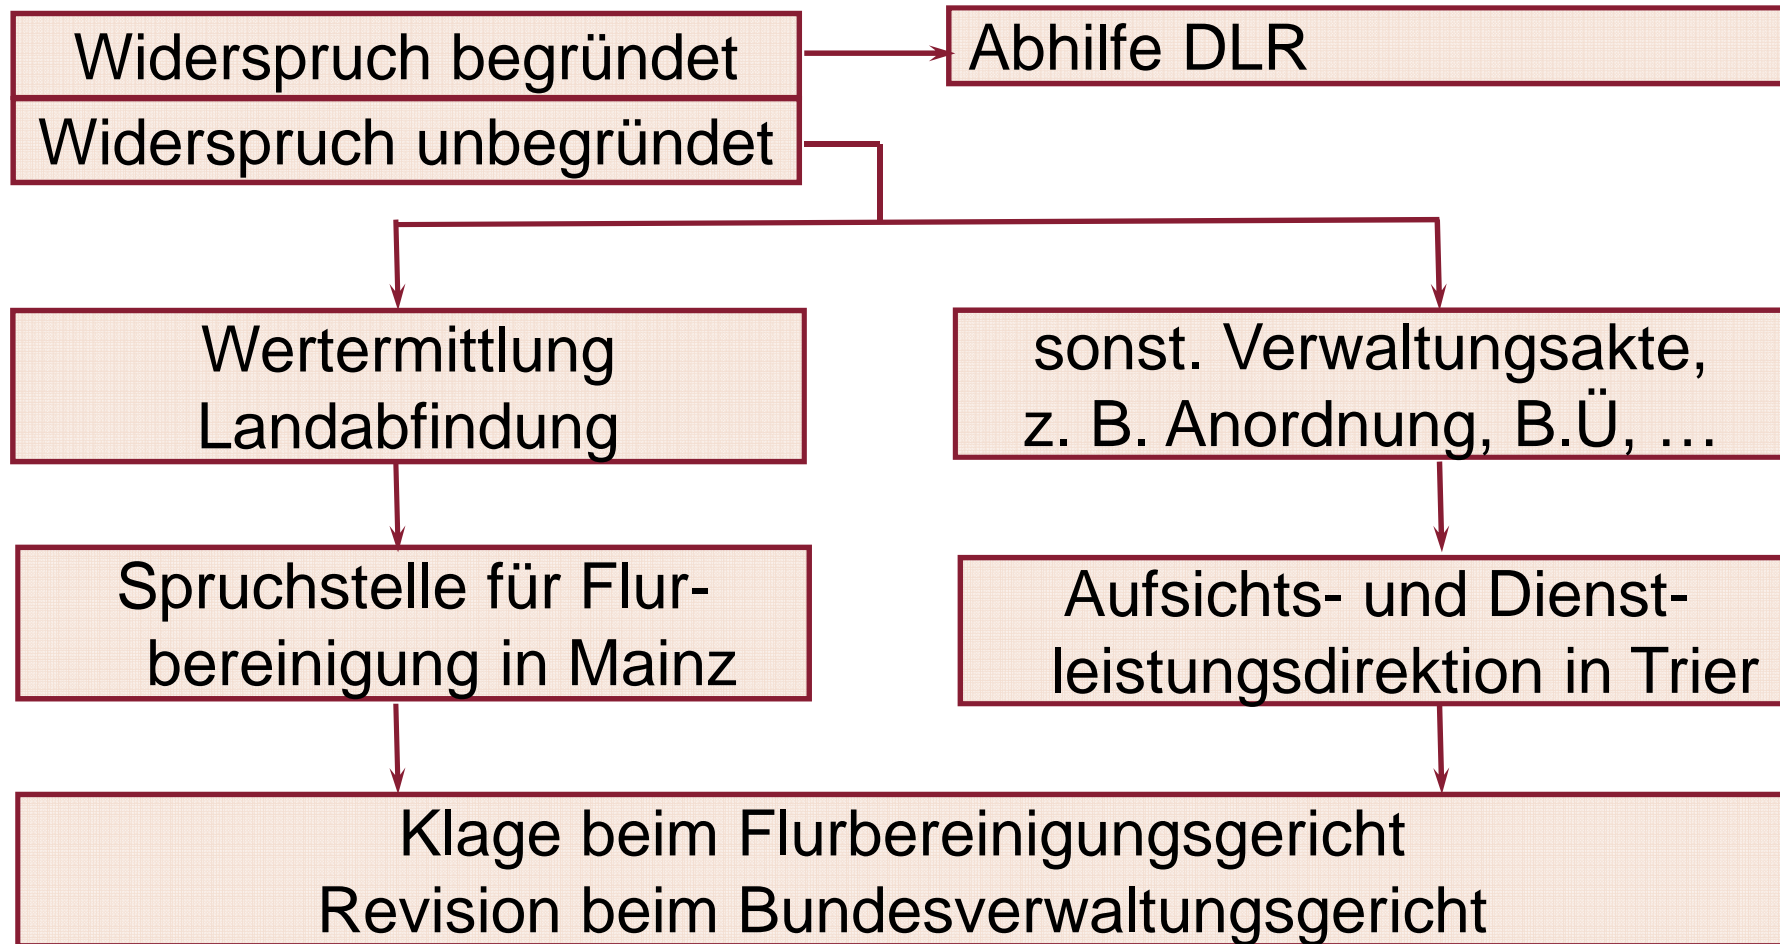 Widerspruch begründet
Abhilfe DLR
Widerspruch unbegründet
Wertermittlung
Landabfindung
sonst. Verwaltungsakte,
z. B. Anordnung, B.Ü, …
Spruchstelle für Flur-
bereinigung in Mainz
Aufsichts- und Dienst-
leistungsdirektion in Trier
Klage beim Flurbereinigungsgericht
Revision beim Bundesverwaltungsgericht